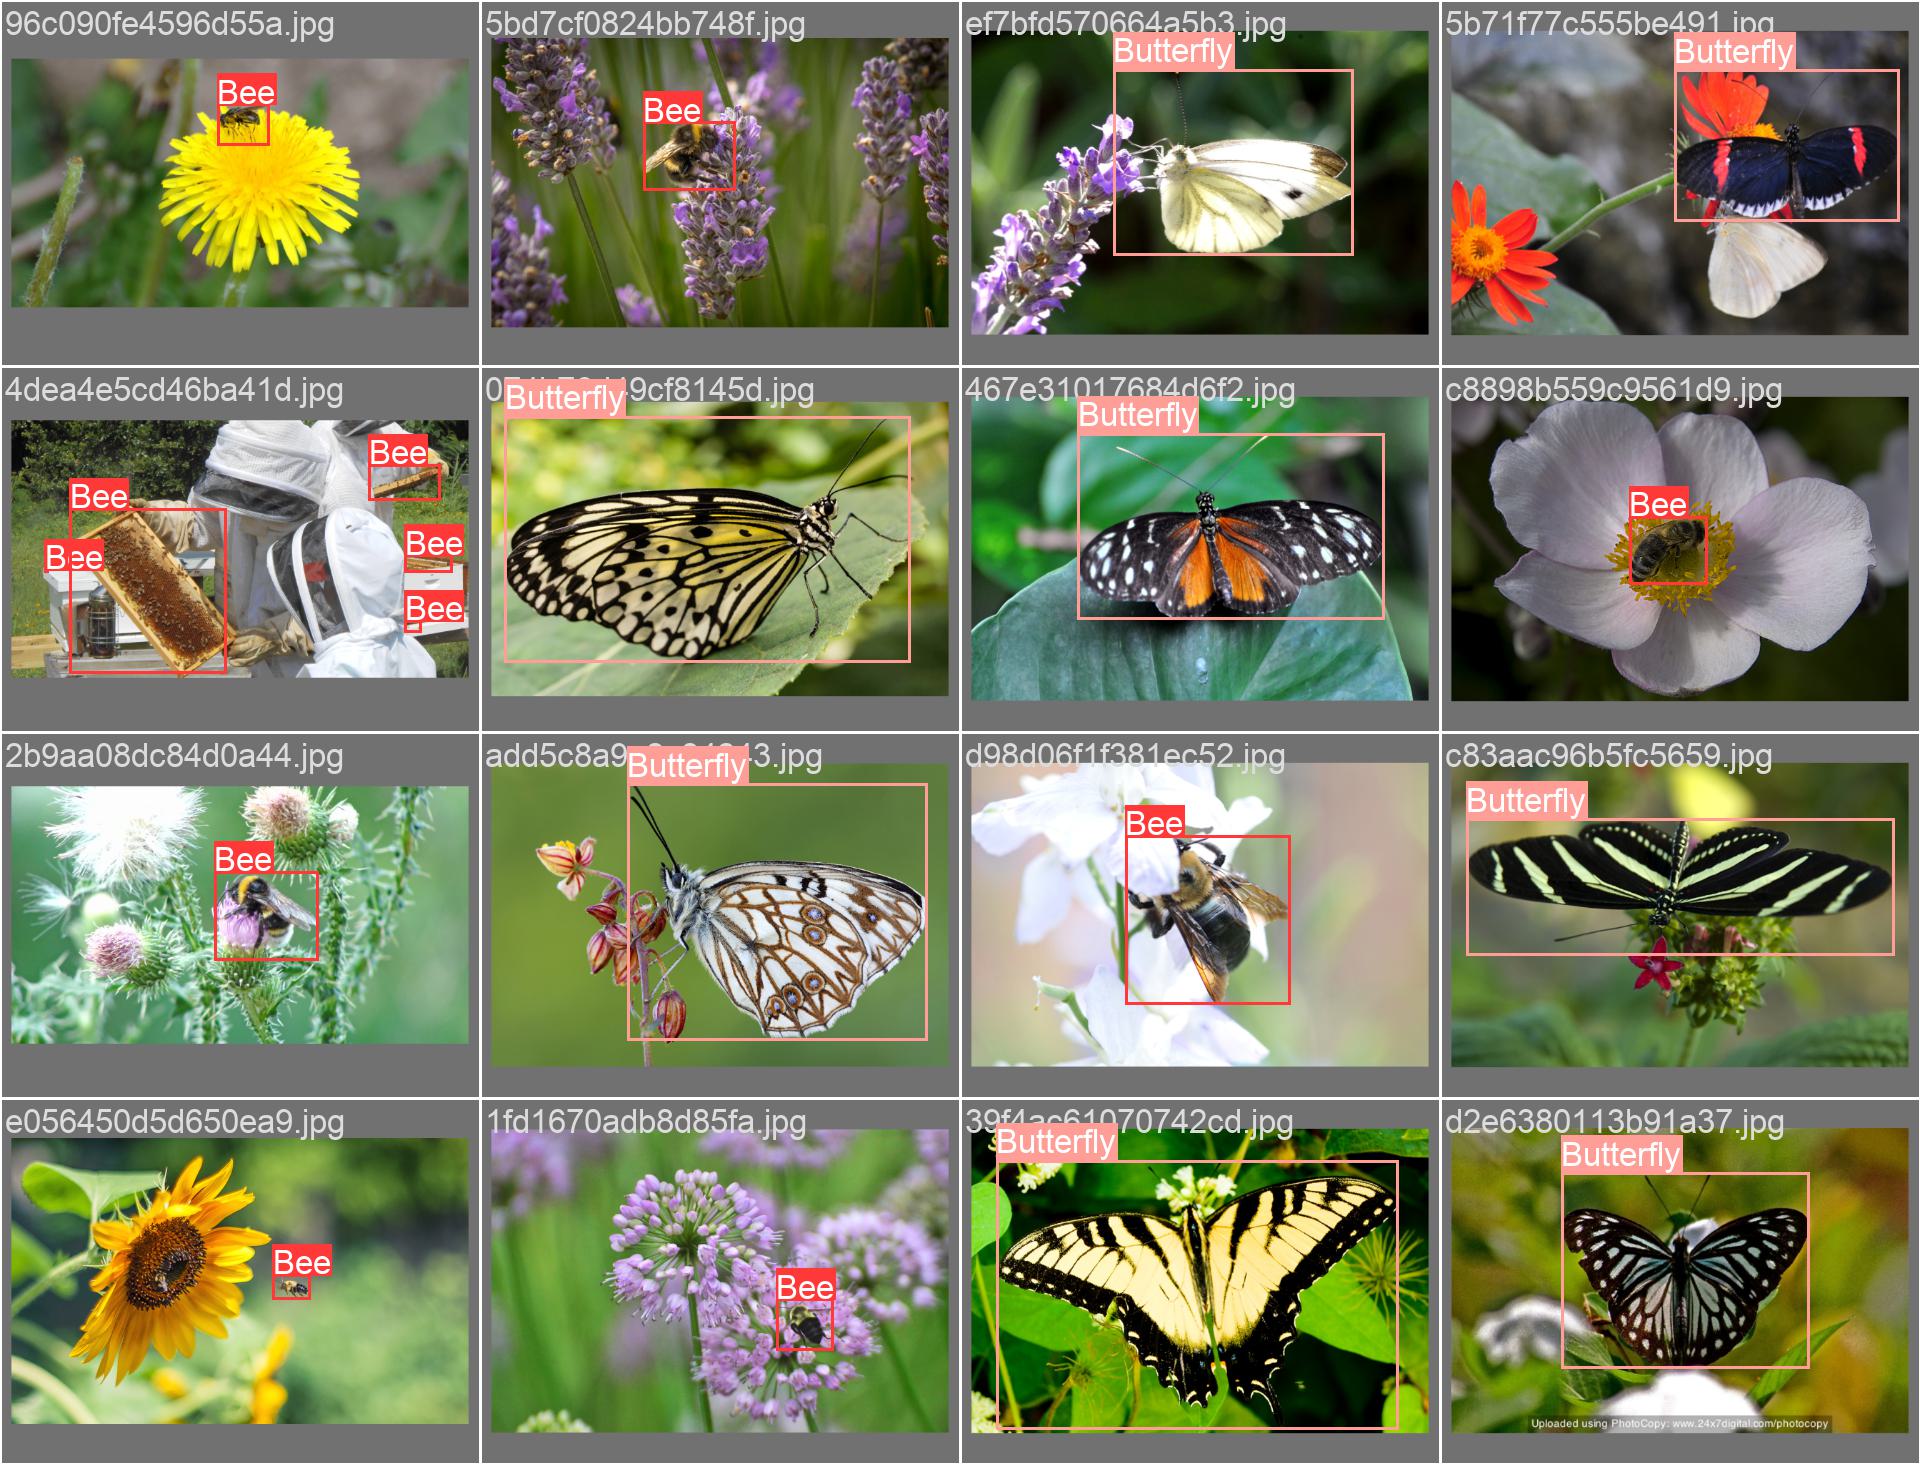 96c090fe4596d55a.jpg
5bd7cf0824bb748f.jpg
ef7bfd570664a5b3.jpg
5b71f77c555be491.jpg
Bee
Bee
Butterfly
Butterfly
4dea4e5cd46ba41d.jpg
9cf8145d.jpg
467e31017684d6f2.jpg
c8898b559c9561d9.jpg
Bee
Bee
Bee
Bee
Bee
Butterfly
Butterfly
Bee
2b9aa08dc84d0a44.jpg
add5c8a9
3.jpg
d98d06f1f381ec52.jpg
c83aac96b5fc5659.jpg
Bee
Butterfly
Bee
Butterfly
e056450d5d650ea9.jpg
1fd1670adb8d85fa.jpg
39f4ac61070742cd.jpg
d2e6380113b91a37.jpg
Bee
Bee
Butterfly
Butterfly
Uploaded using PhotoCopy: www.24x7digital.com/photocopy